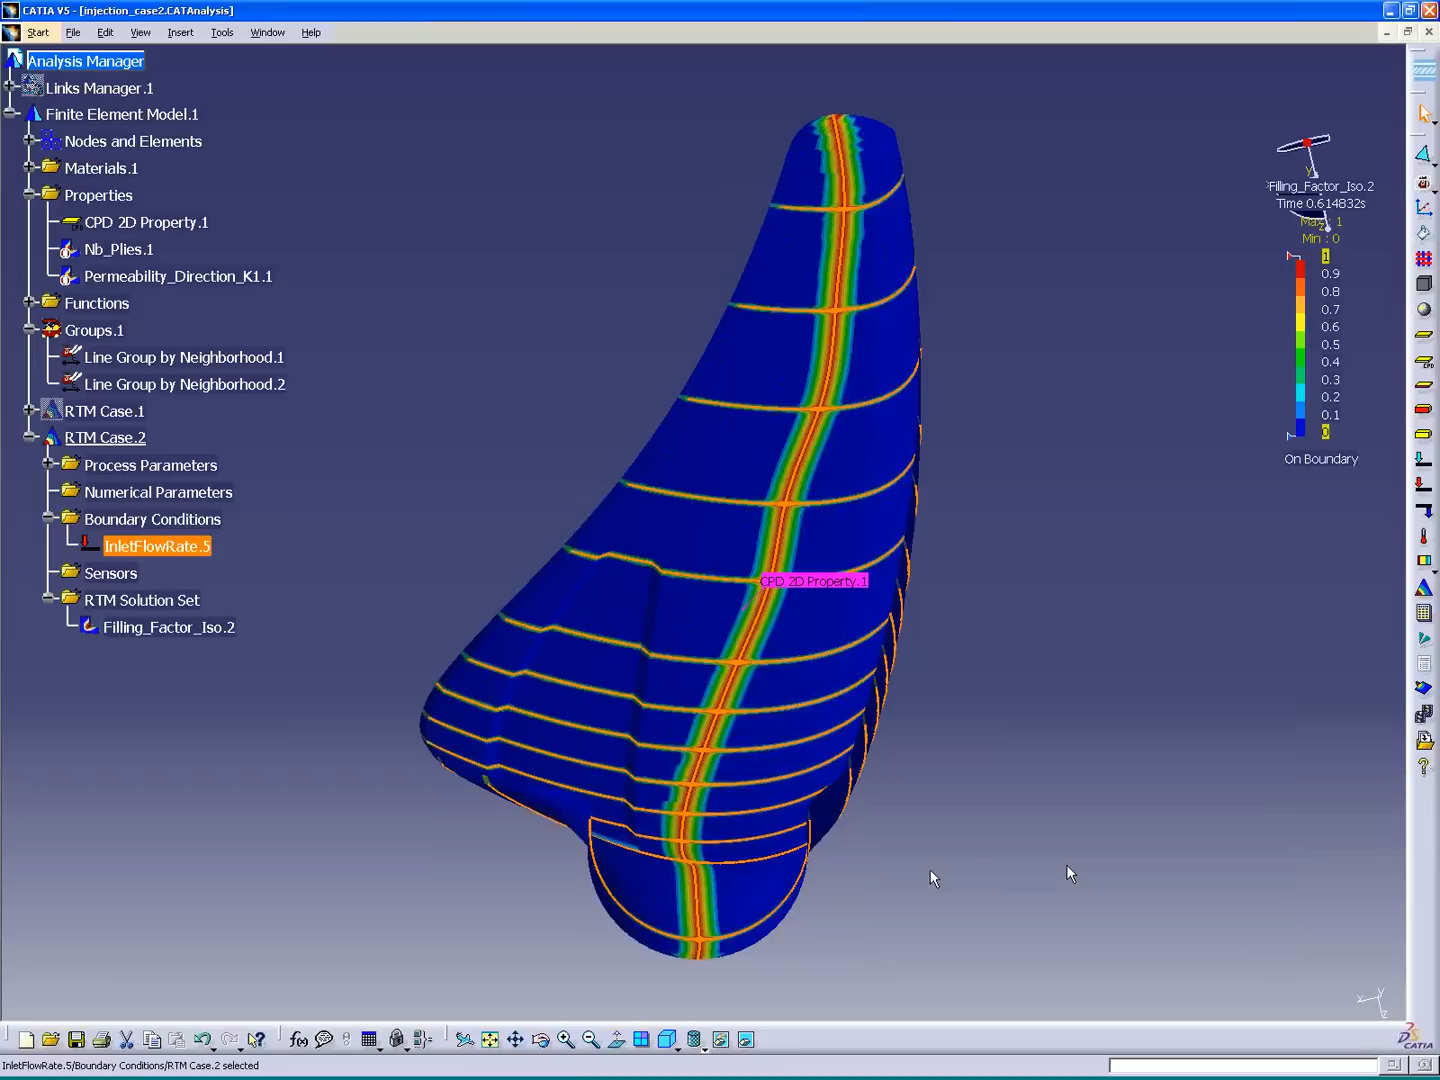 CATIA V5 - [injection_case2.CATAnalysis]
Start File Edit View Insert Tools Window Help
Analysis Manager
Links Manager.1
Finite Element Model.1
Nodes and Elements
Materials.1
Properties
CPD 2D Property.1
Nb_Plies.1
Permeability_Direction_K1.1
Functions
Groups.1
Line Group by Neighborhood.1
Line Group by Neighborhood.2
RTM Case.1
RTM Case.2
Process Parameters
Numerical Parameters
Boundary Conditions
InletFlowRate.5
Sensors
RTM Solution Set
Filling_Factor_Iso.2
CPD 2D Property.1
Y
Filling_Factor_Iso.2
Time 0.614832s
Max : 1
Min : 0
1
0.9
0.8
0.7
0.6
0.5
0.4
0.3
0.2
0.1
0
On Boundary
x y
z
CATIA
InletFlowRate.5/Boundary Conditions/RTM Case.2 selected